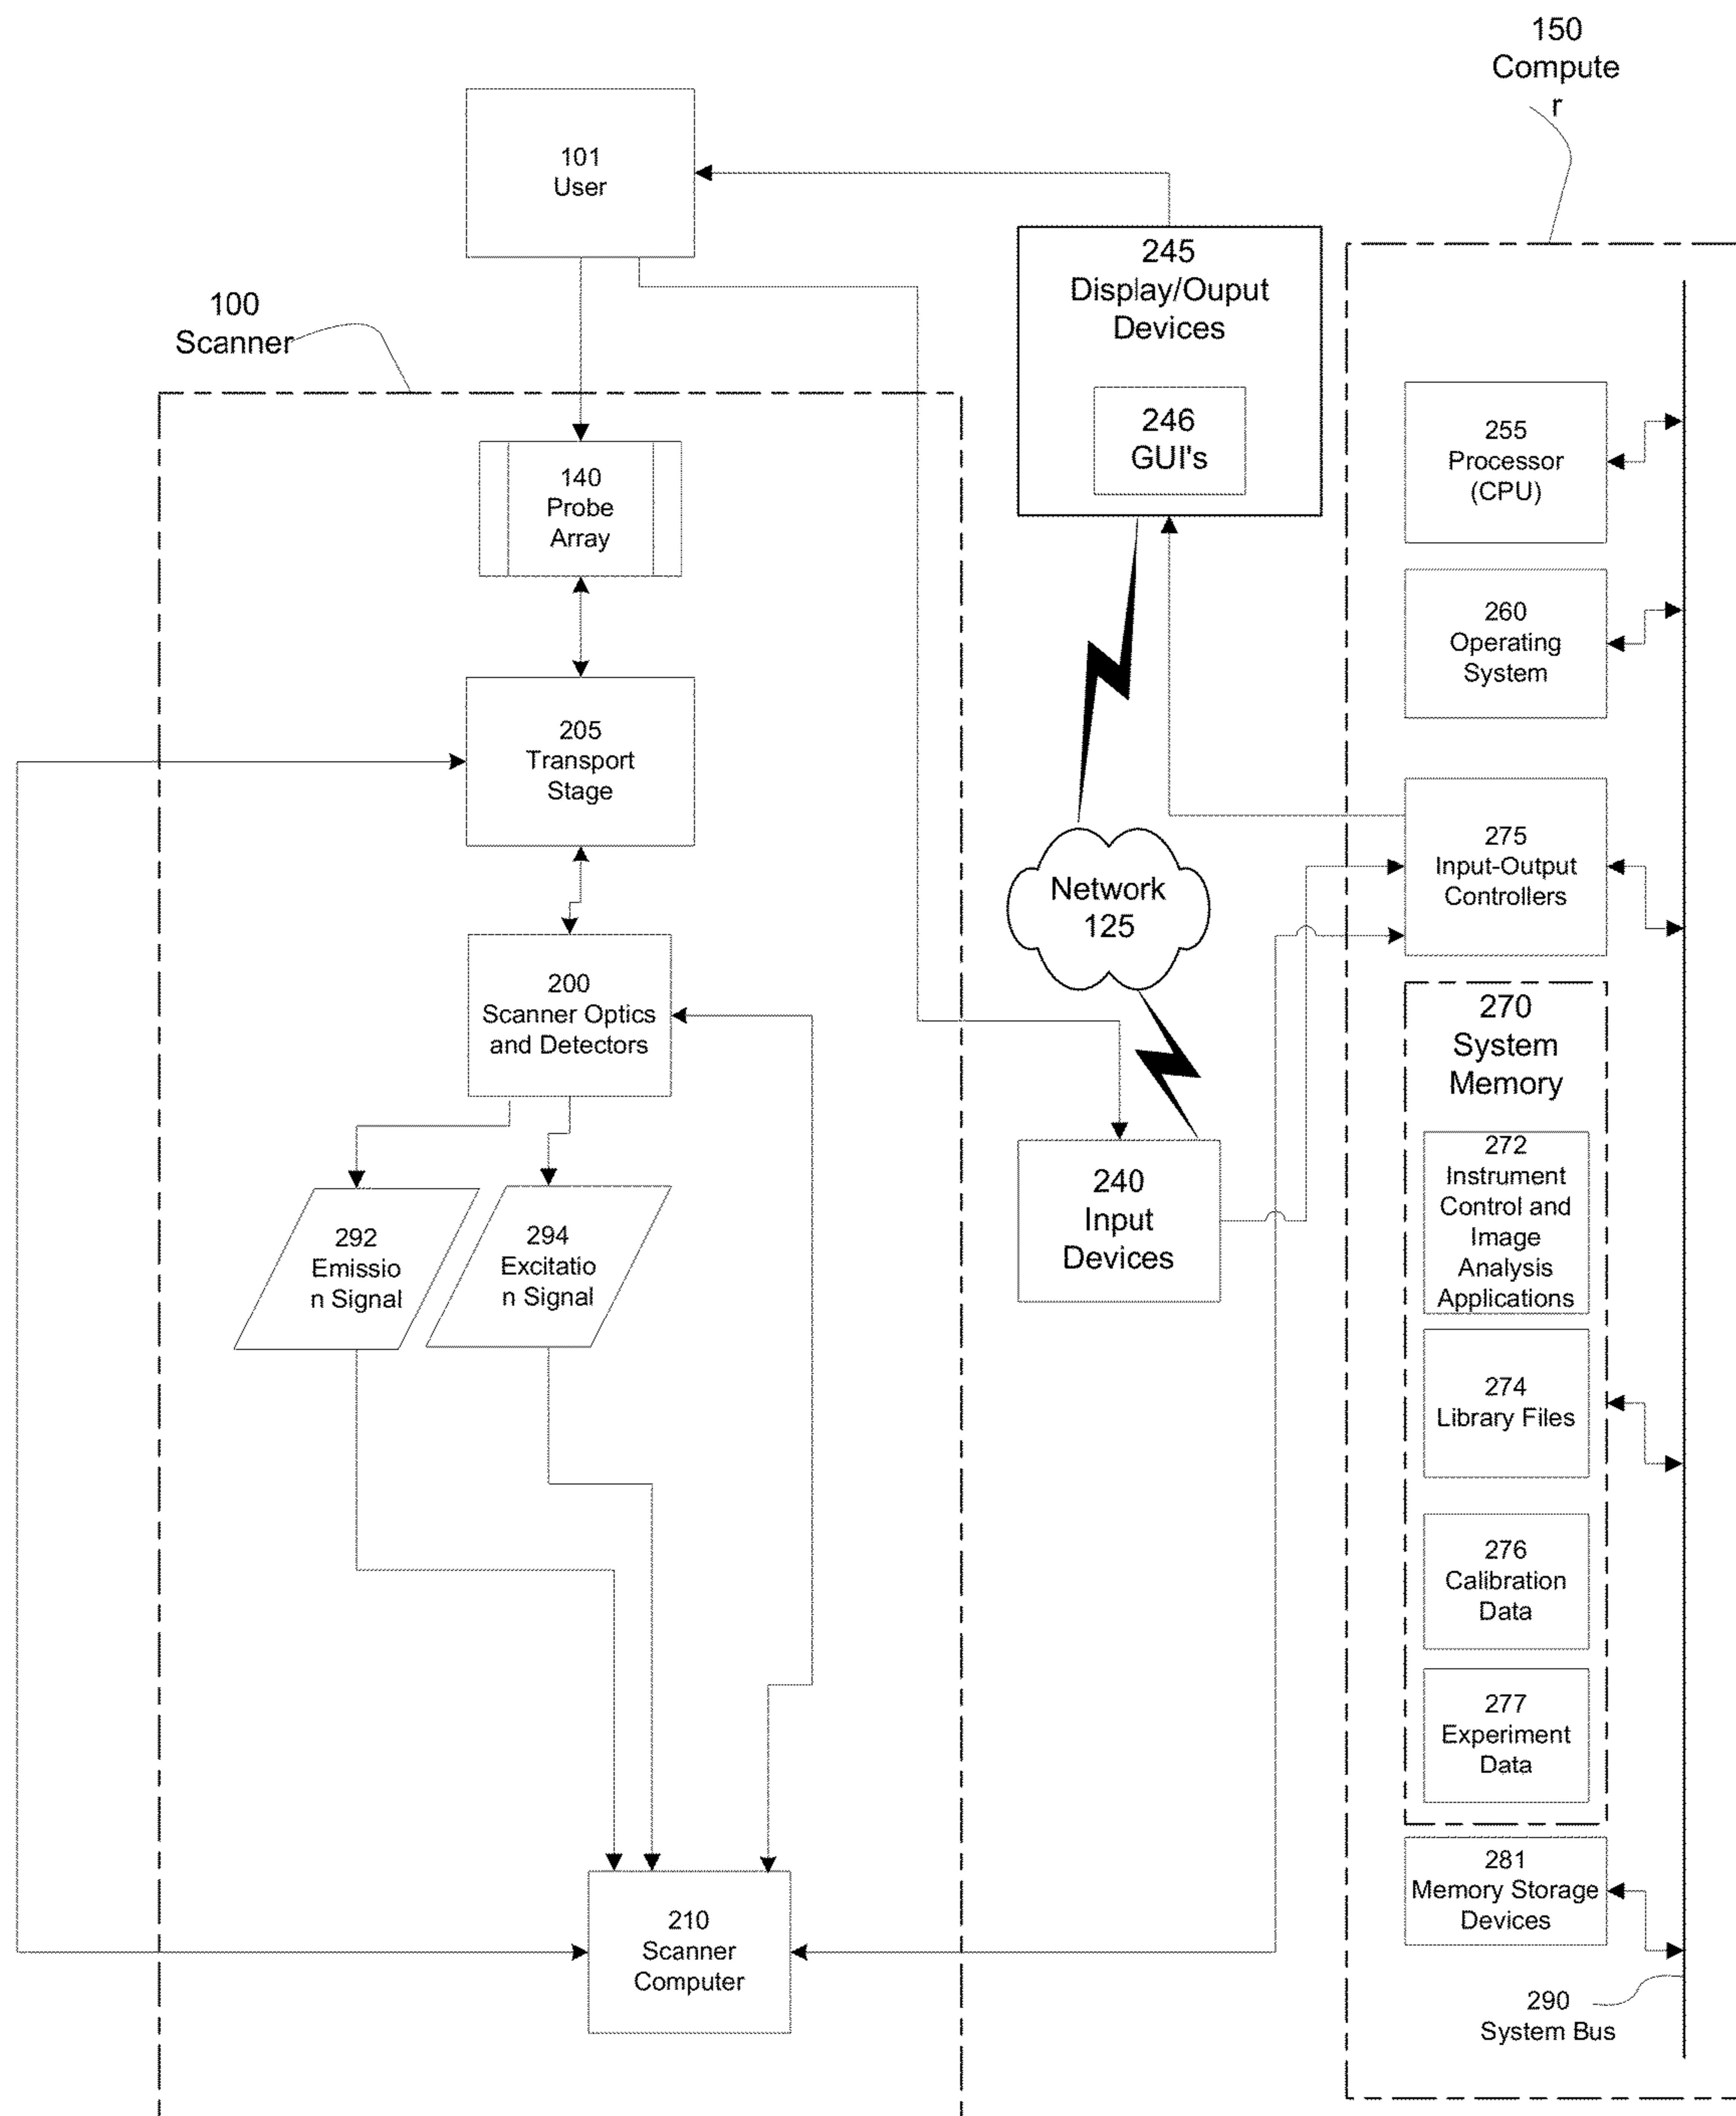 150
Compute
r
101
User
245
Display/Ouput
Devices
246
GUI's
100
Scanner
140
Probe
Array
205
Transport
Stage
200
Scanner Optics
and Detectors
292
Emissio
n Signal
294
Excitatio
n Signal
210
Scanner
Computer
Network
125
240
Input
Devices
255
Processor
(CPU)
260
Operating
System
275
Input-Output
Controllers
270
System
Memory
272
Instrument
Control and
Image
Analysis
Applications
274
Library Files
276
Calibration
Data
277
Experiment
Data
281
Memory Storage
Devices
290
System Bus